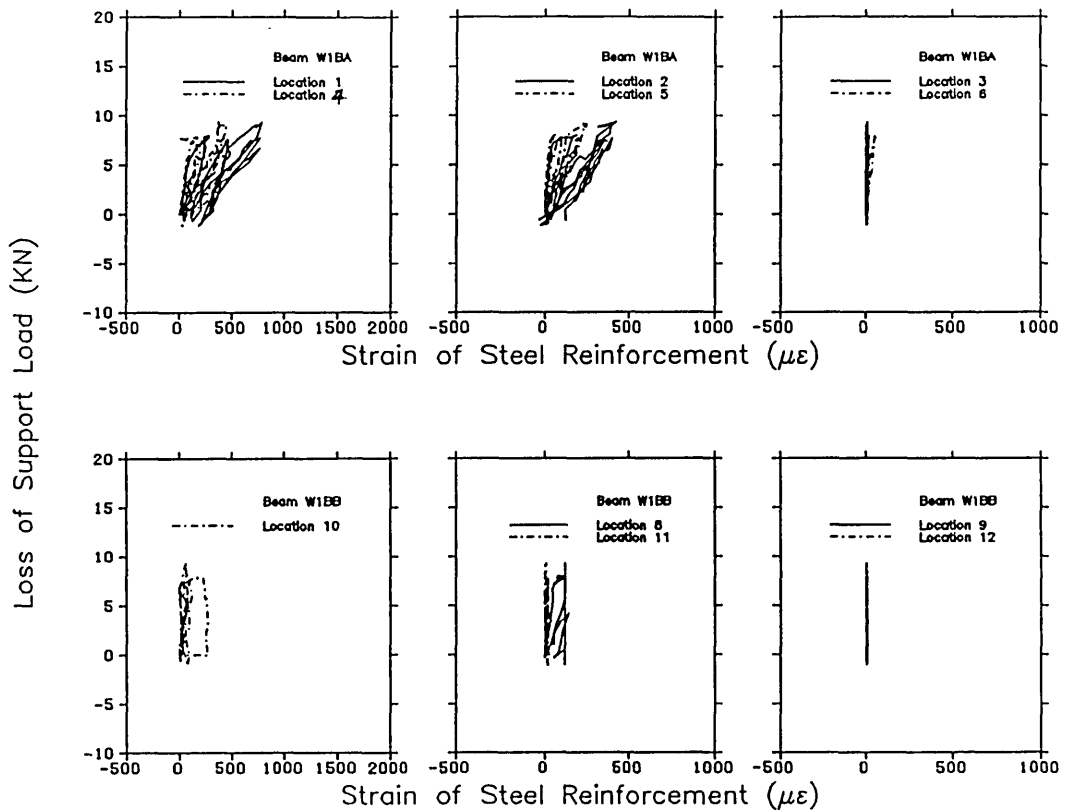 20
15
10
5
0
-5
-10
Beam W1BA
Location 1
Location 4
-500 0 500 1000 1500 2000
Beam W1BA
Location 2
Location 5
-500 0 500 1000
Beam W1BA
Location 3
Location 6
-500 0 500 1000
Strain of Steel Reinforcement (με)
Loss of Support Load (KN)
20
15
10
5
0
-5
-10
Beam W1BB
Location 10
-500 0 500 1000 1500 2000
Beam W1BB
Location 8
Location 11
-500 0 500 1000
Beam W1BB
Location 9
Location 12
-500 0 500 1000
Strain of Steel Reinforcement (με)